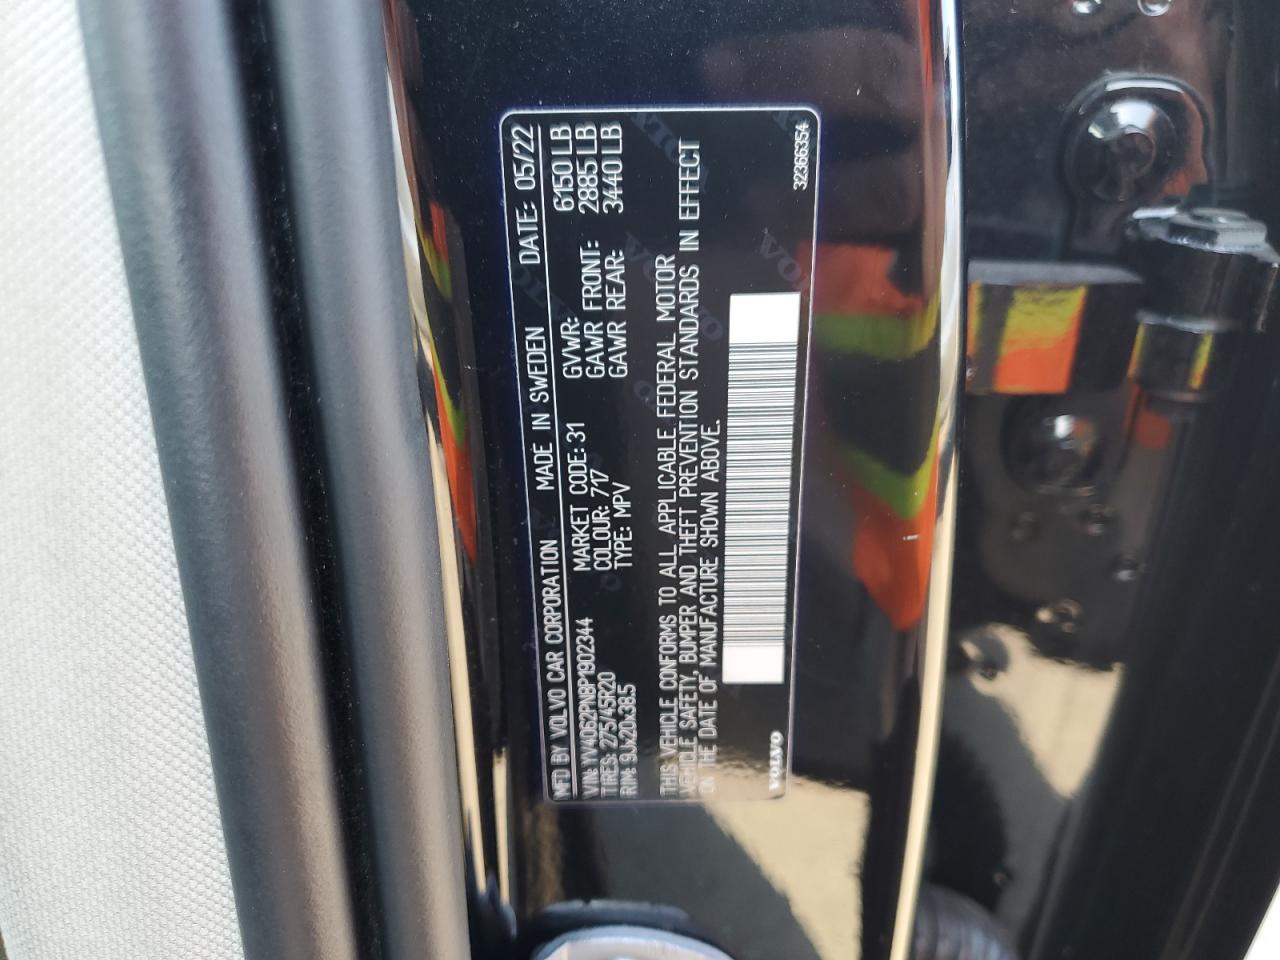 MFD BY VOLVO CAR CORPORATION MADE IN SWEDEN DATE: 05/22
VIN: YV4062PN8P1902344 MARKET CODE: 31 GVWR: 6150 LB
TIRES: 275/45R20 COLOUR: 717 GAWR FRONT: 2885 LB
RIM: 9Jx20x38.5 TYPE: MPV GAWR REAR: 3440 LB
THIS VEHICLE CONFORMS TO ALL APPLICABLE FEDERAL MOTOR
VEHICLE SAFETY, BUMPER AND THEFT PREVENTION STANDARDS IN EFFECT
ON THE DATE OF MANUFACTURE SHOWN ABOVE.
VOLVO 32366354